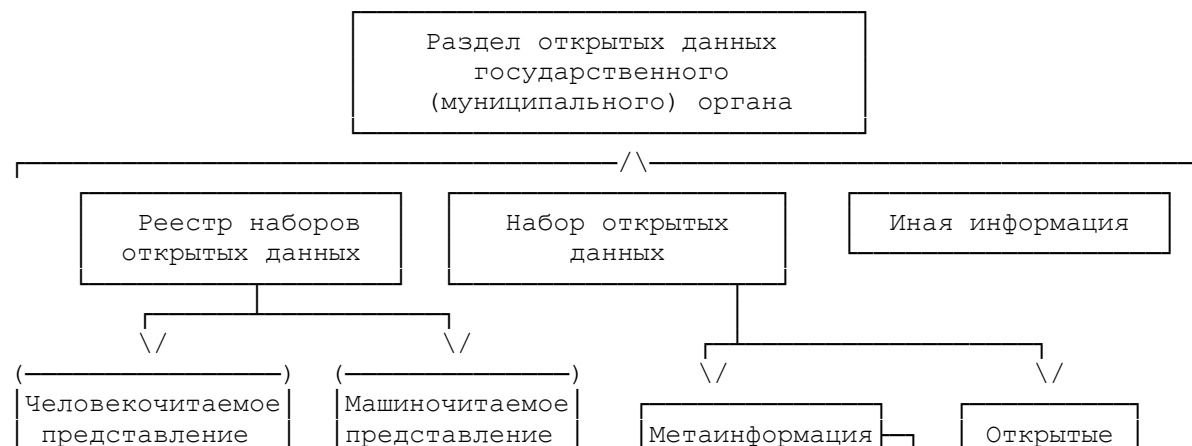 Раздел открытых данных
государственного
(муниципального) органа
Реестр наборов
открытых данных
Набор открытых
данных
Иная информация
Человекочитаемое
представление
Машиночитаемое
представление
Метаинформация
Открытые